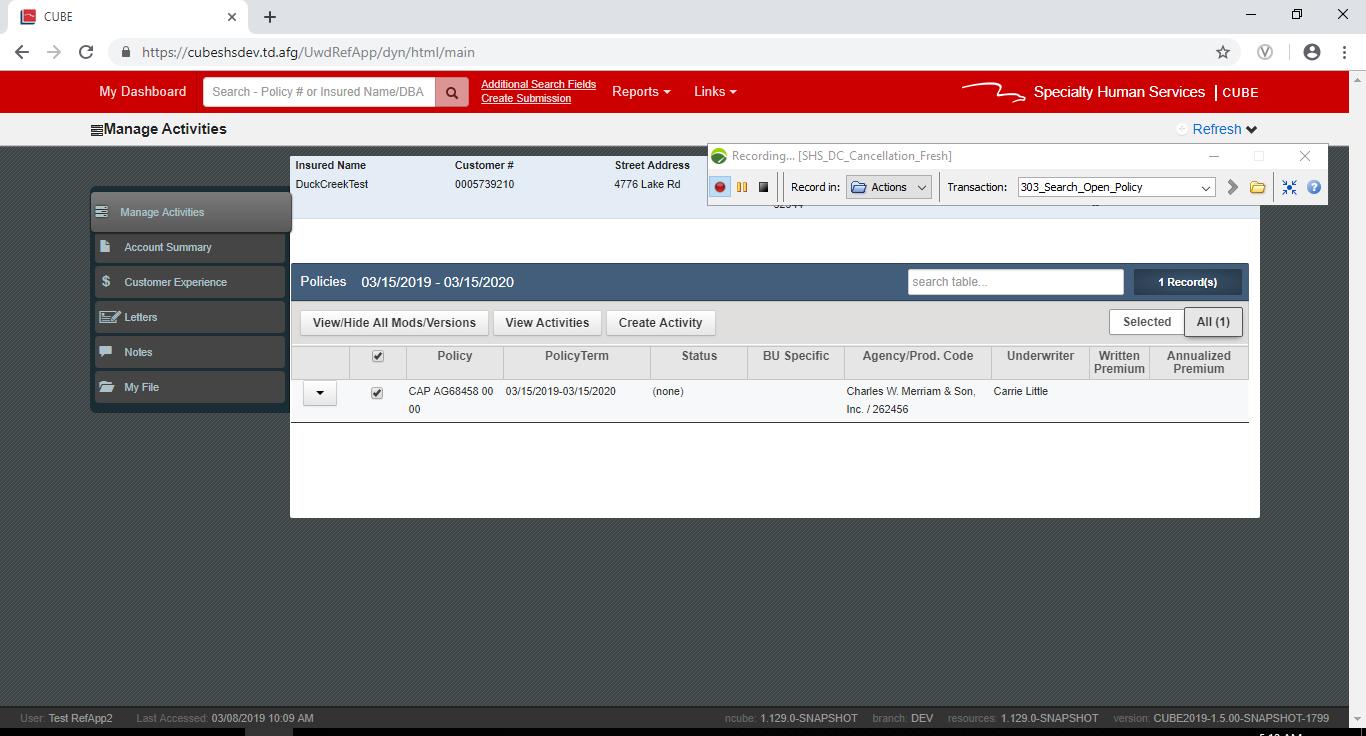 CUBE
https://cubeshsdev.td.afg/UwdRefApp/dyn/html/main
My Dashboard
Search - Policy # or Insured Name/DBA
Additional Search Fields
Create Submission
Reports
Links
Specialty Human Services | CUBE
Manage Activities
Refresh
Insured Name Customer # Street Address
DuckCreekTest 0005739210 4776 Lake Rd
Recording... [SHS_DC_Cancellation_Fresh]
Record in: Actions Transaction: 303_Search_Open_Policy
Manage Activities
Account Summary
$ Customer Experience
Letters
Notes
My File
Policies 03/15/2019 - 03/15/2020
search table...
1 Record(s)
View/Hide All Mods/Versions View Activities Create Activity
Selected All (1)
Policy PolicyTerm Status BU Specific Agency/Prod. Code Underwriter Written Premium Annualized Premium
CAP AG68458 00 03/15/2019-03/15/2020 (none) Charles W. Merriam & Son, Carrie Little
00 Inc. / 262456
User: Test RefApp2 Last Accessed: 03/08/2019 10:09 AM ncube: 1.129.0-SNAPSHOT branch: DEV resources: 1.129.0-SNAPSHOT version: CUBE2019-1.5.00-SNAPSHOT-1799